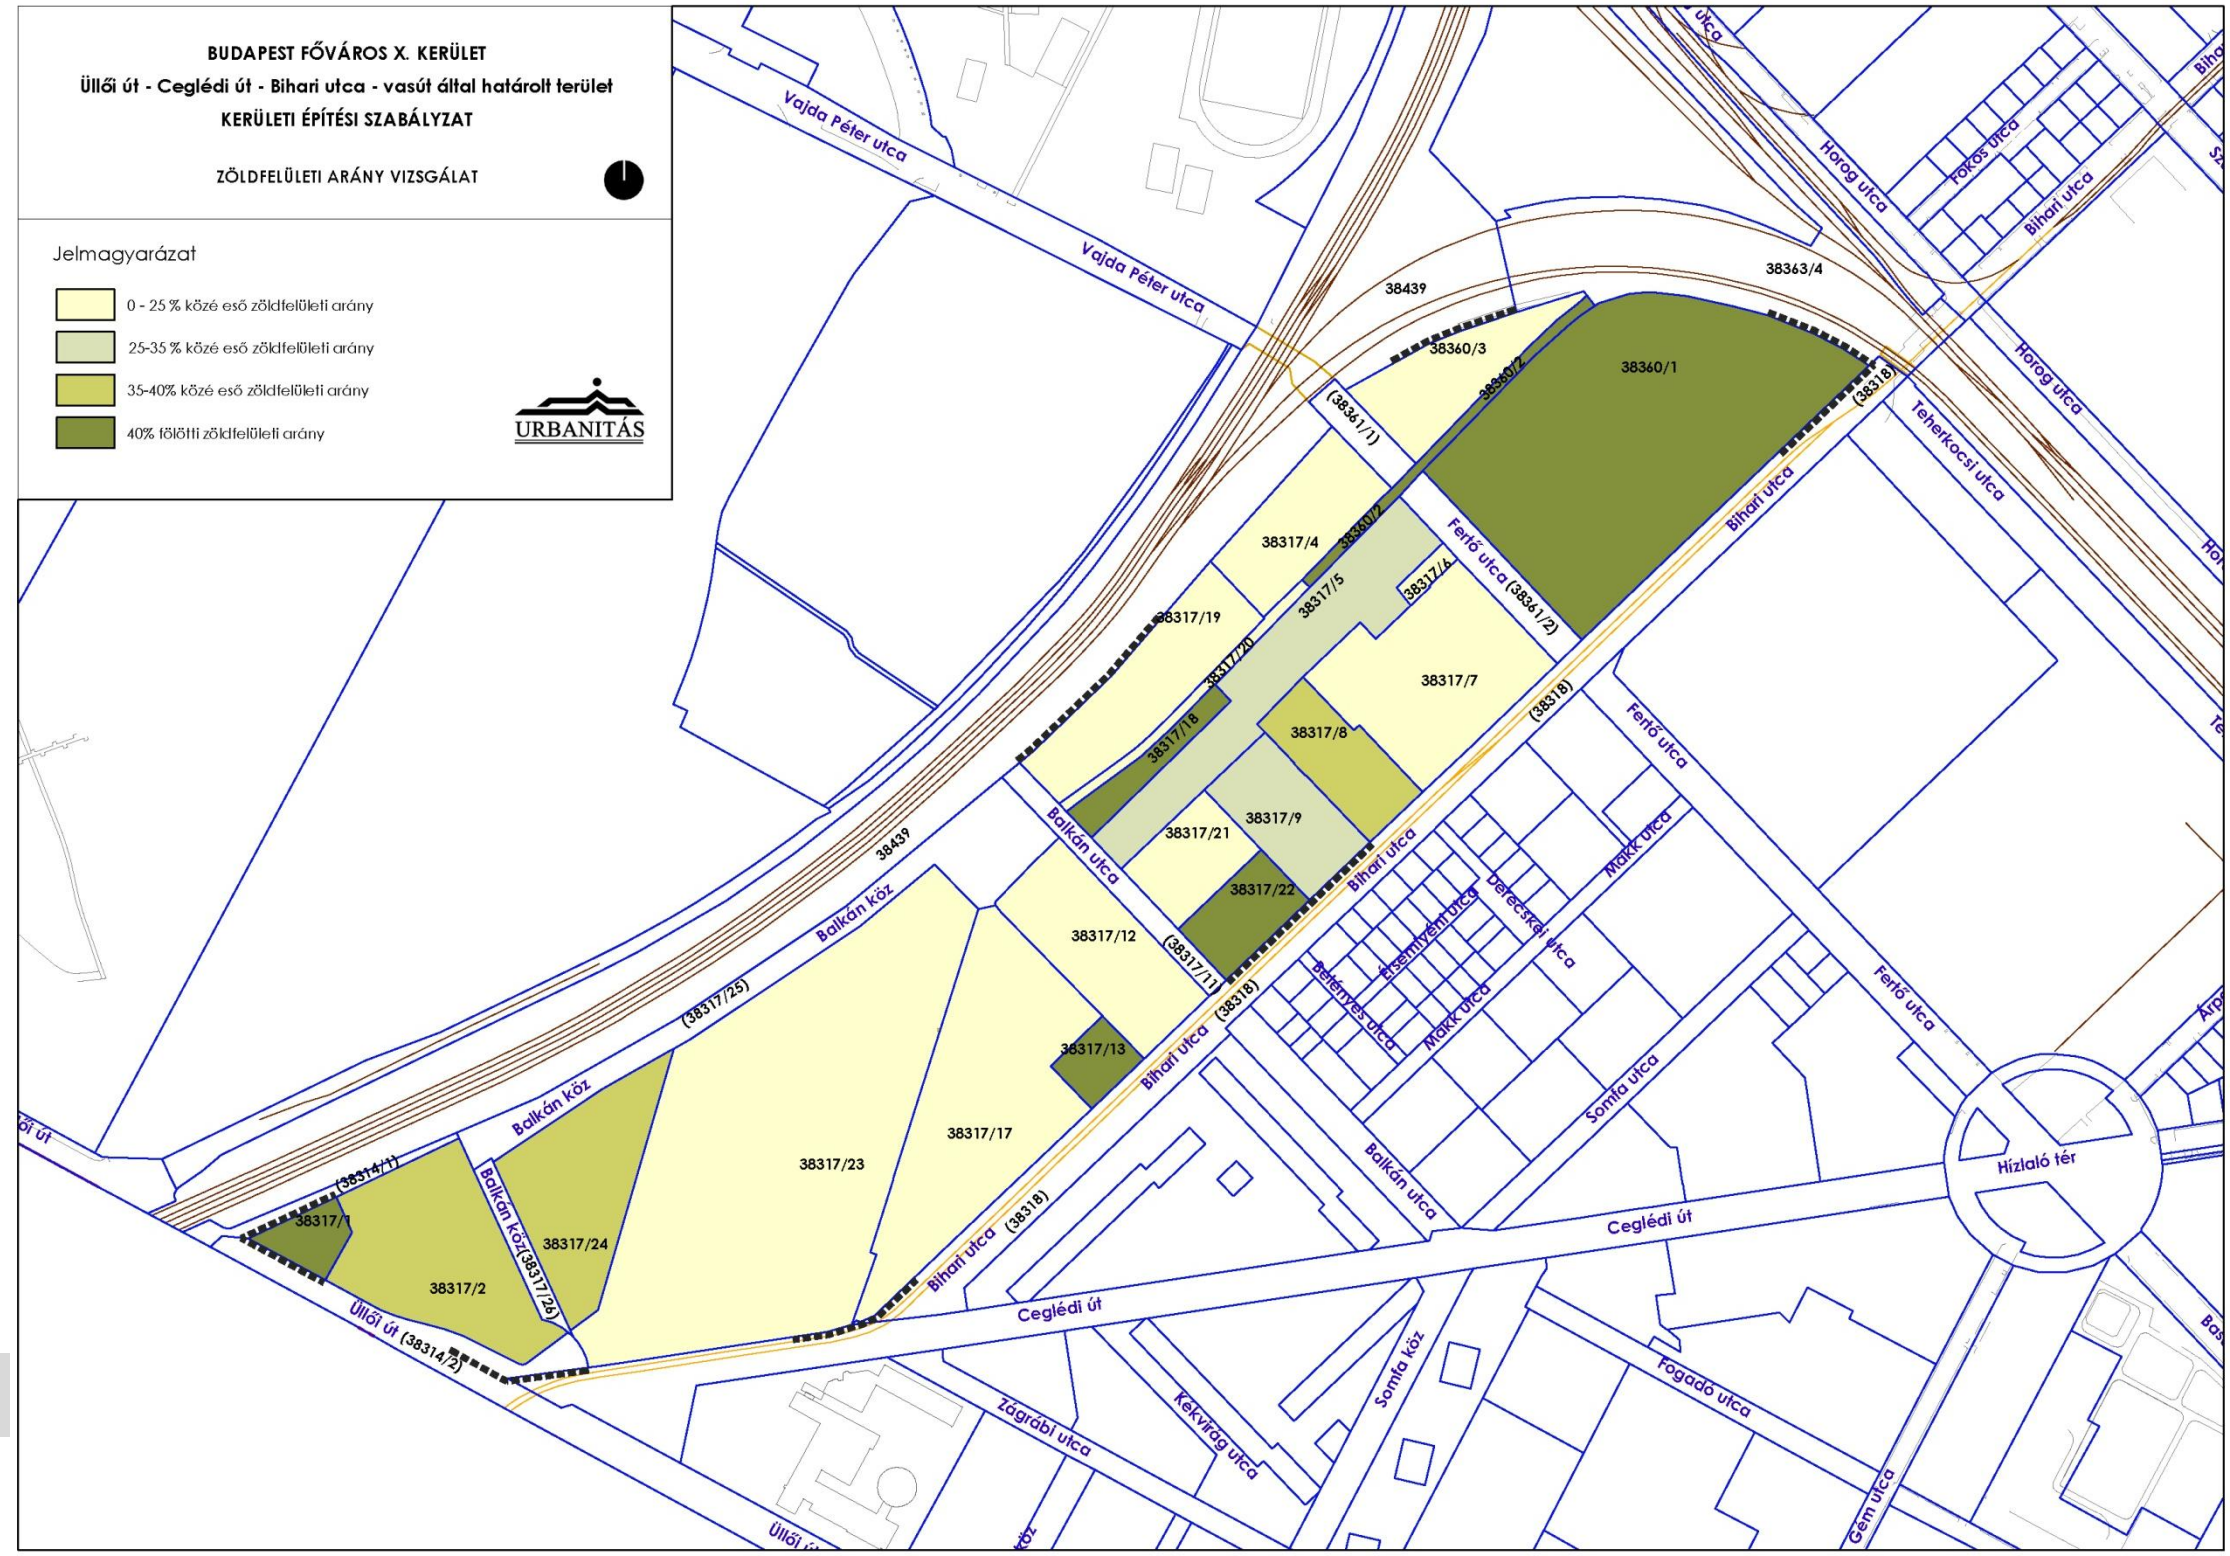 BUDAPEST FŐVÁROS X. KERÜLET
Üllői út - Ceglédi út - Bihari utca - vasút által határolt terület
KERÜLETI ÉPÍTÉSI SZABÁLYZAT
ZÖLDFELÜLETI ARÁNY VIZSGÁLAT
Jelmagyarázat
0 - 25 % közé eső zöldfelületi arány
25-35 % közé eső zöldfelületi arány
35-40% közé eső zöldfelületi arány
40% fölötti zöldfelületi arány
URBANITÁS
utca
Vajda Péter utca
Horog utca
Fokos utca
Bihari utca
Vajda Péter utca
38363/4
38439
38360/3
38360/2
38360/1
(38318)
Horog utca
(38361/1)
Teherkocsi utca
Bihari utca
38360/2
38317/4
Fertő utca
(38361/2)
38317/5
38317/6
38317/19
38317/20
38317/7
(38318)
38317/18
38317/8
Fertő utca
38317/9
38317/21
Balkán utca
38439
Bihari utca
Makk utca
38317/22
Derecskei utca
Balkán köz
38317/12
(38317/11)
Érsemlyéni utca
Belényes utca
Makk utca
Fertő utca
(38317/25)
(38318)
38317/13
Bihari utca
Somfa utca
Balkán köz
38317/17
38317/23
Balkán utca
Hízlaló tér
ői út
(38314/1)
Balkán köz
(38317/26)
38317/1
38317/24
38317/2
(38318)
Bihari utca
Ceglédi út
Ceglédi út
Üllői út
(38314/2)
Somfa köz
Fogadó utca
Zágrábi utca
Kékvirág utca
Gém utca
Üllői ú
köz